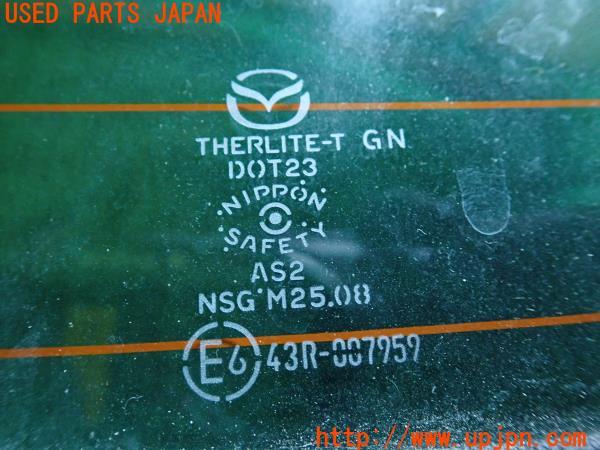 USED PARTS JAPAN
THERLITE-T GN
DOT23
NIPPON
SAFETY
AS2
NSG M25.08
E6 43R-007959
http://www.upjpn.com